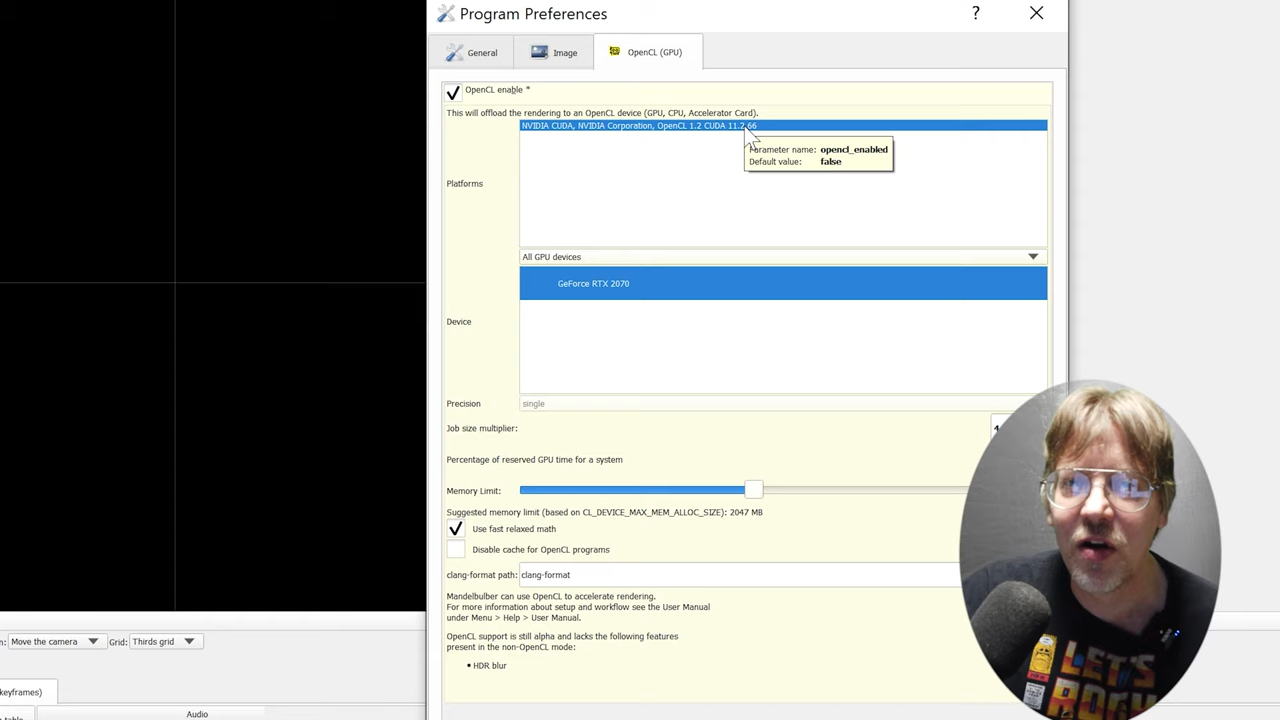 Program Preferences
?
General
Image
OpenCL (GPU)
OpenCL enable *
This will offload the rendering to an OpenCL device (GPU, CPU, Accelerator Card).
NVIDIA CUDA, NVIDIA Corporation, OpenCL 1.2 CUDA 11.2.66
Parameter name: opencl_enabled
Default value: false
Platforms
All GPU devices
GeForce RTX 2070
Device
Precision
single
Job size multiplier:
4
Percentage of reserved GPU time for a system
Memory Limit:
Suggested memory limit (based on CL_DEVICE_MAX_MEM_ALLOC_SIZE): 2047 MB
Use fast relaxed math
Disable cache for OpenCL programs
clang-format path:
clang-format
Mandelbulber can use OpenCL to accelerate rendering.
For more information about setup and workflow see the User Manual
under Menu > Help > User Manual.
OpenCL support is still alpha and lacks the following features
present in the non-OpenCL mode:
• HDR blur
Move the camera
Grid:
Thirds grid
keyframes)
Audio
LET'S